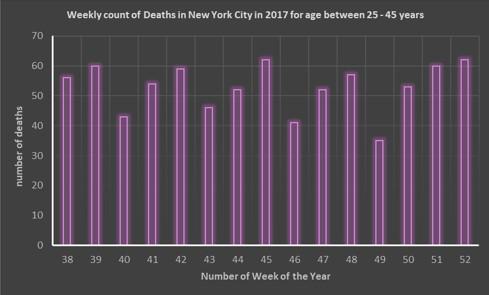 Weekly count of Deaths in New York City in 2017 for age between 25 - 45 years
70
60
50
40
30
20
10
0
number of deaths
38 39 40 41 42 43 44 45 46 47 48 49 50 51 52
Number of Week of the Year